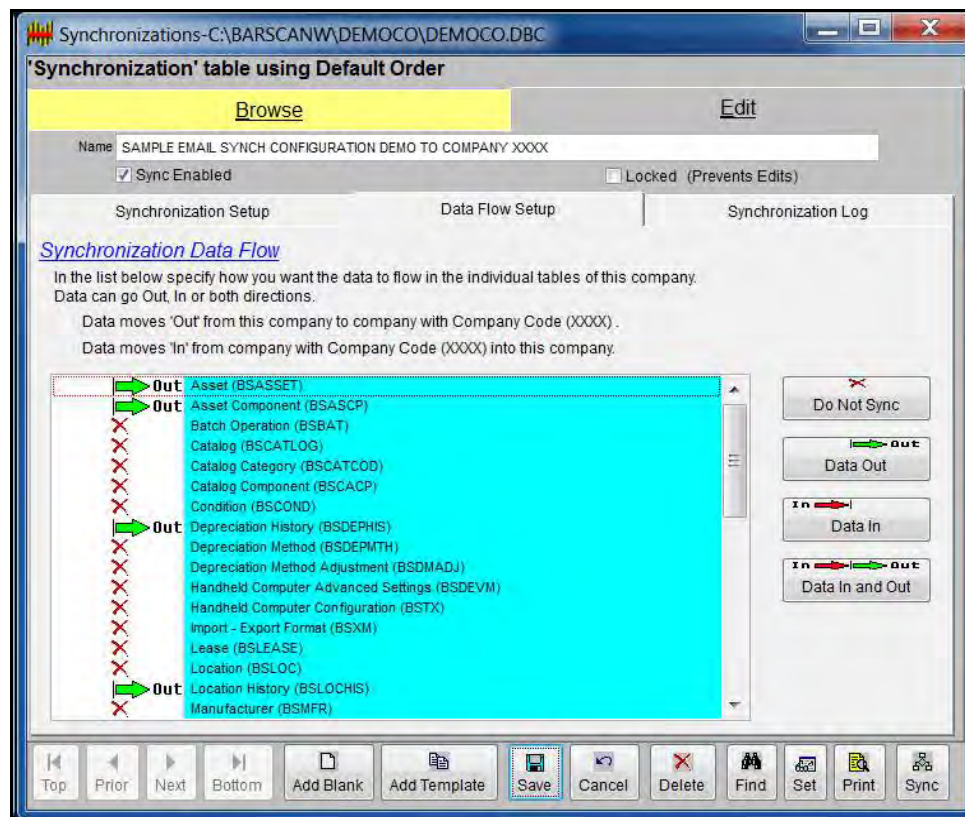 Synchronizations-C:\BARSCANW\DEMOCO\DEMOCO.DBC
'Synchronization' table using Default Order
Browse
Edit
Name SAMPLE EMAIL SYNCH CONFIGURATION DEMO TO COMPANY XXXX
Sync Enabled
Locked (Prevents Edits)
Synchronization Setup
Data Flow Setup
Synchronization Log
Synchronization Data Flow
In the list below specify how you want the data to flow in the individual tables of this company.
Data can go Out, In or both directions.
Data moves 'Out' from this company to company with Company Code (XXXX) .
Data moves 'In' from company with Company Code (XXXX) into this company.
Out Asset (BSASSET)
Out Asset Component (BSASCP)
Batch Operation (BSBAT)
Catalog (BSCATLOG)
Catalog Category (BSCATCOD)
Catalog Component (BSCACP)
Condition (BSCOND)
Out Depreciation History (BSDEPHIS)
Depreciation Method (BSDEPMTH)
Depreciation Method Adjustment (BSDMADJ)
Handheld Computer Advanced Settings (BSDEVM)
Handheld Computer Configuration (BSTX)
Import - Export Format (BSXM)
Lease (BSLEASE)
Location (BSLOC)
Out Location History (BSLOCHIS)
Manufacturer (BSMFR)
Do Not Sync
Out
Data Out
In
Data In
In Out
Data In and Out
Top
Prior
Next
Bottom
Add Blank
Add Template
Save
Cancel
Delete
Find
Set
Print
Sync